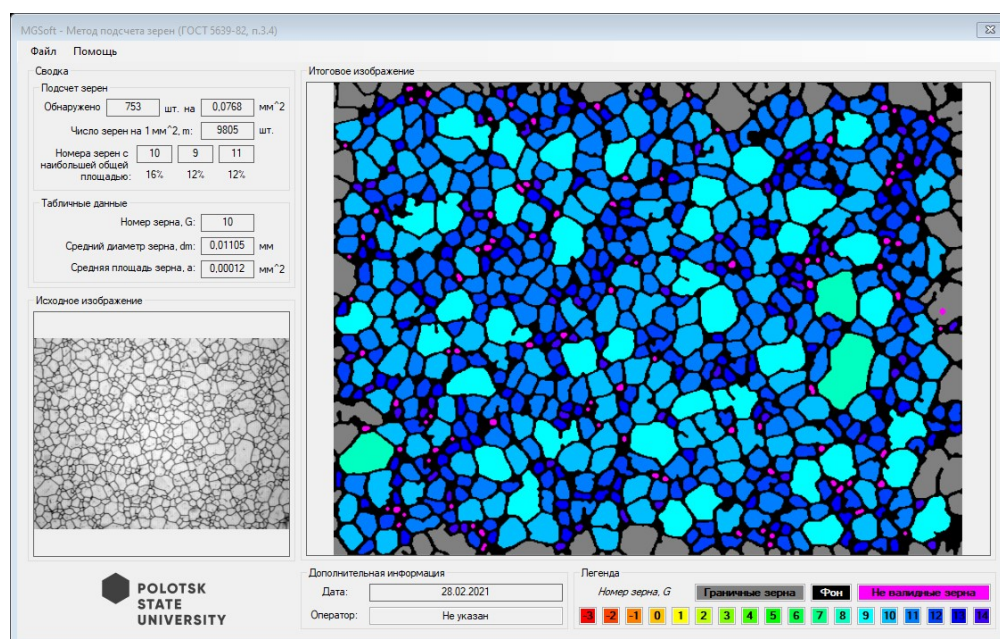 MGSoft - Метод подсчета зерен (ГОСТ 5639-82, п.3.4)
Файл Помощь
Сводка
Подсчет зерен
Обнаружено 753 шт. на 0,0768 мм^2
Число зерен на 1 мм^2, m: 9805 шт.
Номера зерен с
наибольшей общей
площадью:
10 9 11
16% 12% 12%
Табличные данные
Номер зерна, G: 10
Средний диаметр зерна, dm: 0,01105 мм
Средняя площадь зерна, a: 0,00012 мм^2
Исходное изображение
POLOTSK
STATE
UNIVERSITY
Итоговое изображение
Дополнительная информация
Дата: 28.02.2021
Оператор: Не указан
Легенда
Номер зерна, G Граничные зерна Фон Не валидные зерна
-3 -2 -1 0 1 2 3 4 5 6 7 8 9 10 11 12 13 14